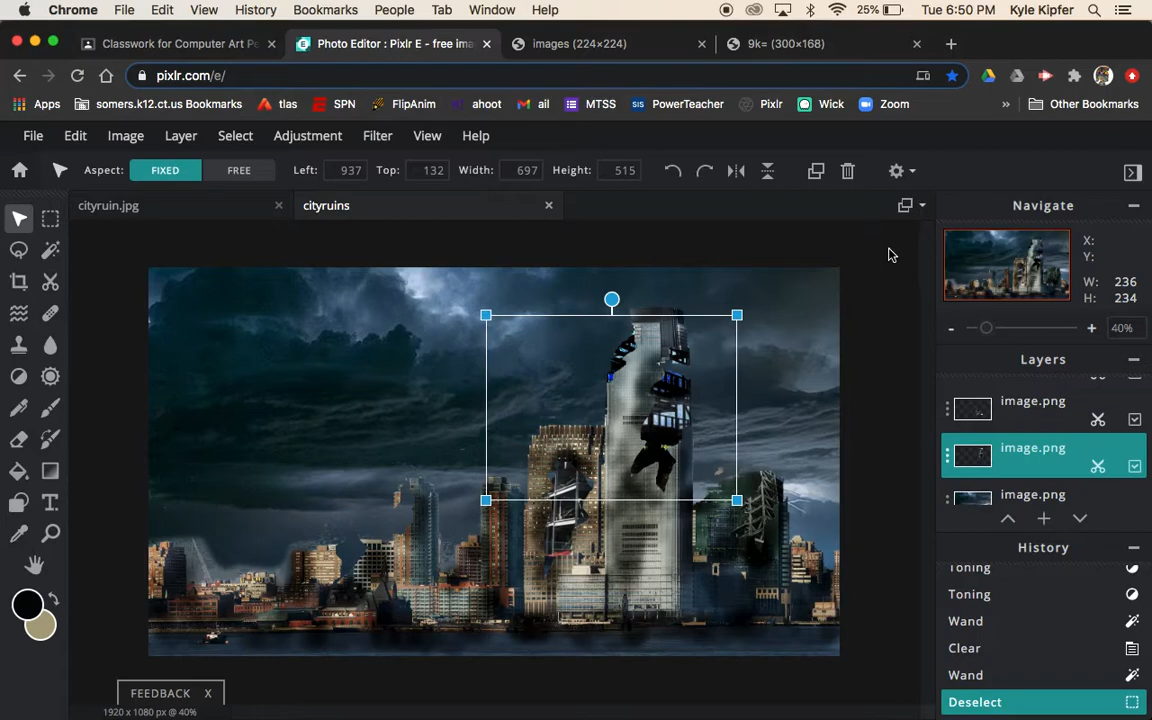 Chrome File Edit View History Bookmarks People Tab Window Help 25% Tue 6:50 PM Kyle Kipfer
Classwork for Computer Art Pe × Photo Editor : Pixlr E - free ima × images (224×224) × 9k= (300×168) × +
pixlr.com/e/
Apps somers.k12.ct.us Bookmarks tlas SPN FlipAnim ahoot ail MTSS SIS PowerTeacher Pixlr Wick Zoom » Other Bookmarks
File Edit Image Layer Select Adjustment Filter View Help
Aspect: FIXED FREE Left: 937 Top: 132 Width: 697 Height: 515
cityruin.jpg × cityruins ×
Navigate
X:
Y:
W: 236
H: 234
- + 40%
Layers
image.png
image.png
image.png
History
Toning
Toning
Wand
Clear
Wand
Deselect
FEEDBACK X
1920 x 1080 px @ 40%